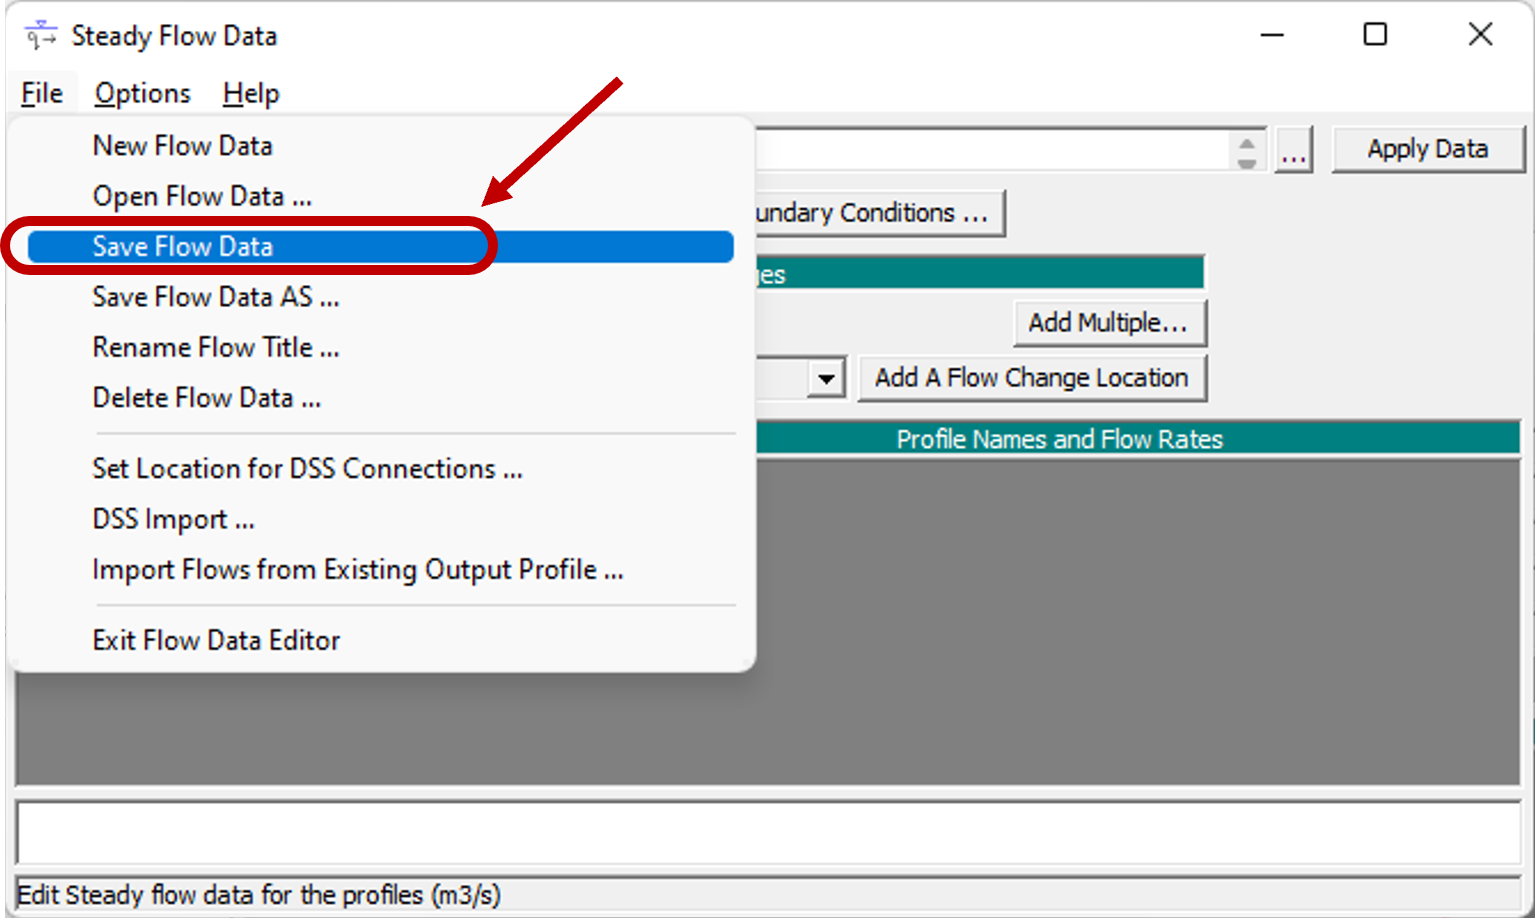 Steady Flow Data
File Options Help
New Flow Data
Open Flow Data ...
Save Flow Data
Save Flow Data AS ...
Rename Flow Title ...
Delete Flow Data ...
Set Location for DSS Connections ...
DSS Import ...
Import Flows from Existing Output Profile ...
Exit Flow Data Editor
... Apply Data
Conditions ...
Add Multiple...
Add A Flow Change Location
Profile Names and Flow Rates
Edit Steady flow data for the profiles (m3/s)